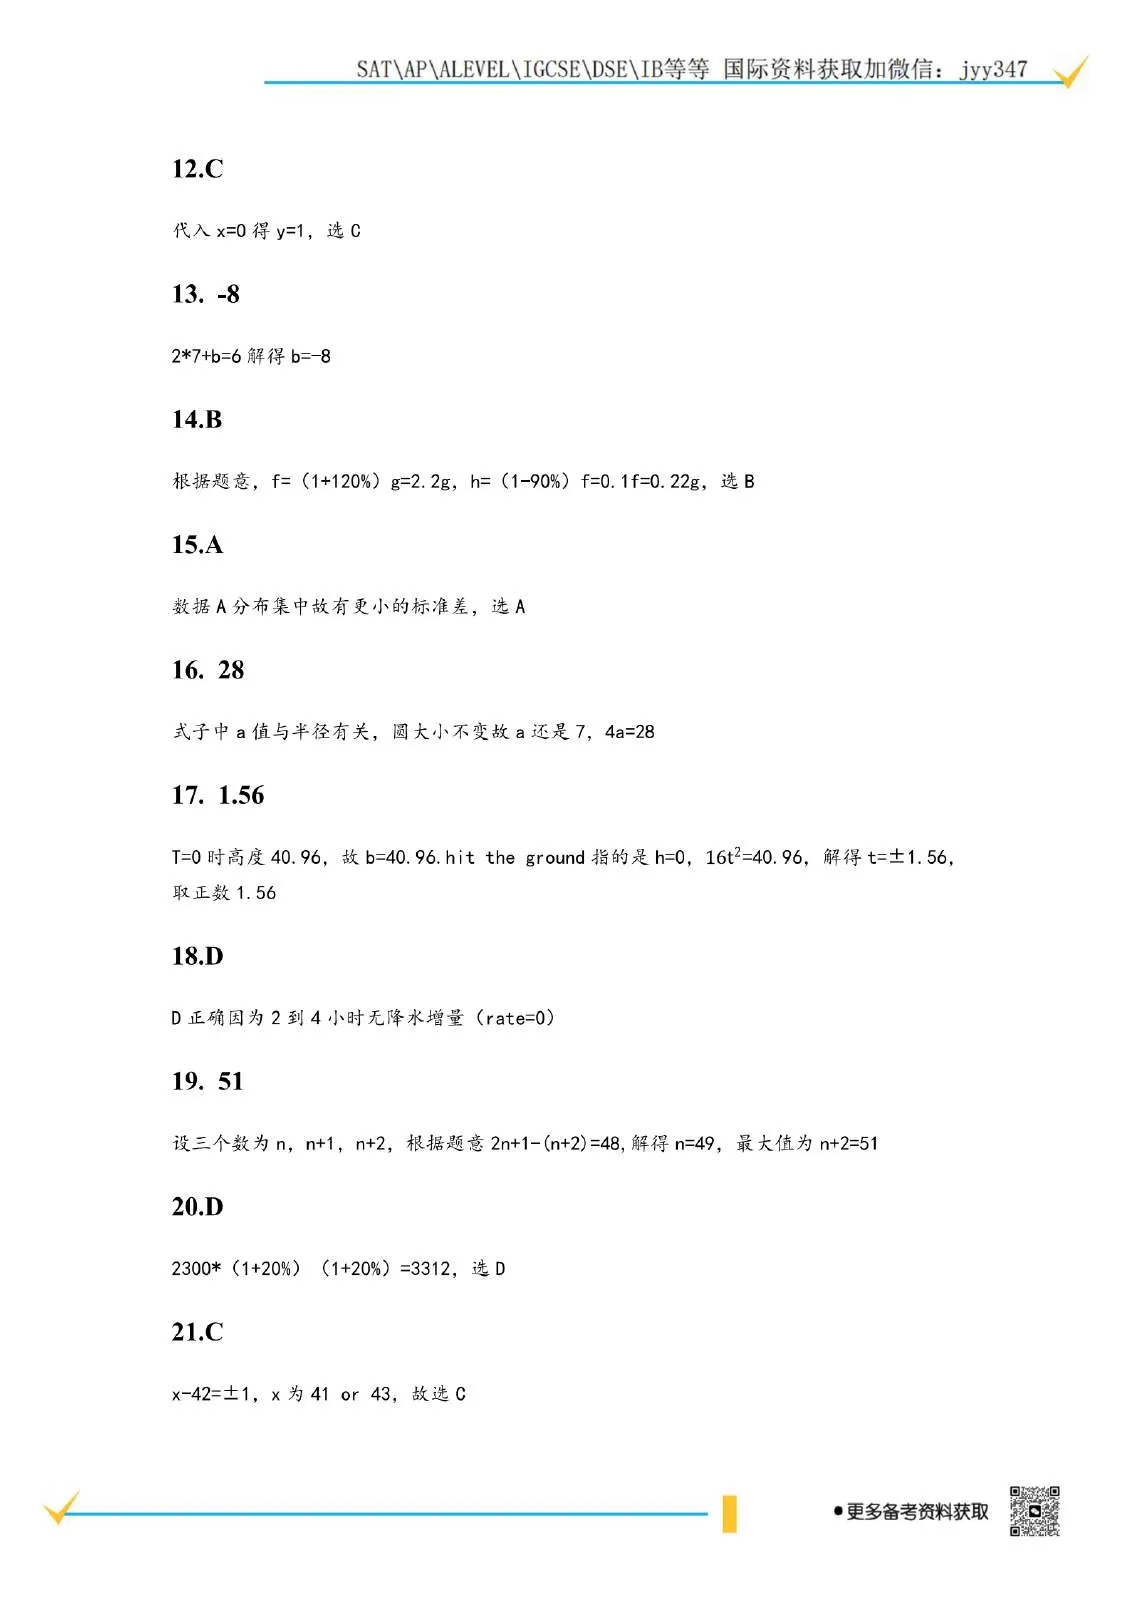 SAT\AP\ALEVEL\IGCSE\DSE\IB等等 国际资料获取加微信：jyy347
12.C
代入 x=0 得 y=1，选 C
13. -8
2*7+b=6 解得 b=-8
14.B
根据题意，f=（1+120%）g=2.2g，h=（1-90%）f=0.1f=0.22g，选 B
15.A
数据 A 分布集中故有更小的标准差，选 A
16. 28
式子中 a 值与半径有关，圆大小不变故 a 还是 7，4a=28
17. 1.56
T=0 时高度 40.96，故 b=40.96.hit the ground 指的是 h=0，16t²=40.96，解得 t=±1.56，
取正数 1.56
18.D
D 正确因为 2 到 4 小时无降水增量（rate=0）
19. 51
设三个数为 n，n+1，n+2，根据题意 2n+1-(n+2)=48,解得 n=49，最大值为 n+2=51
20.D
2300*（1+20%）（1+20%）=3312，选 D
21.C
x-42=±1，x 为 41 or 43，故选 C
●更多备考资料获取